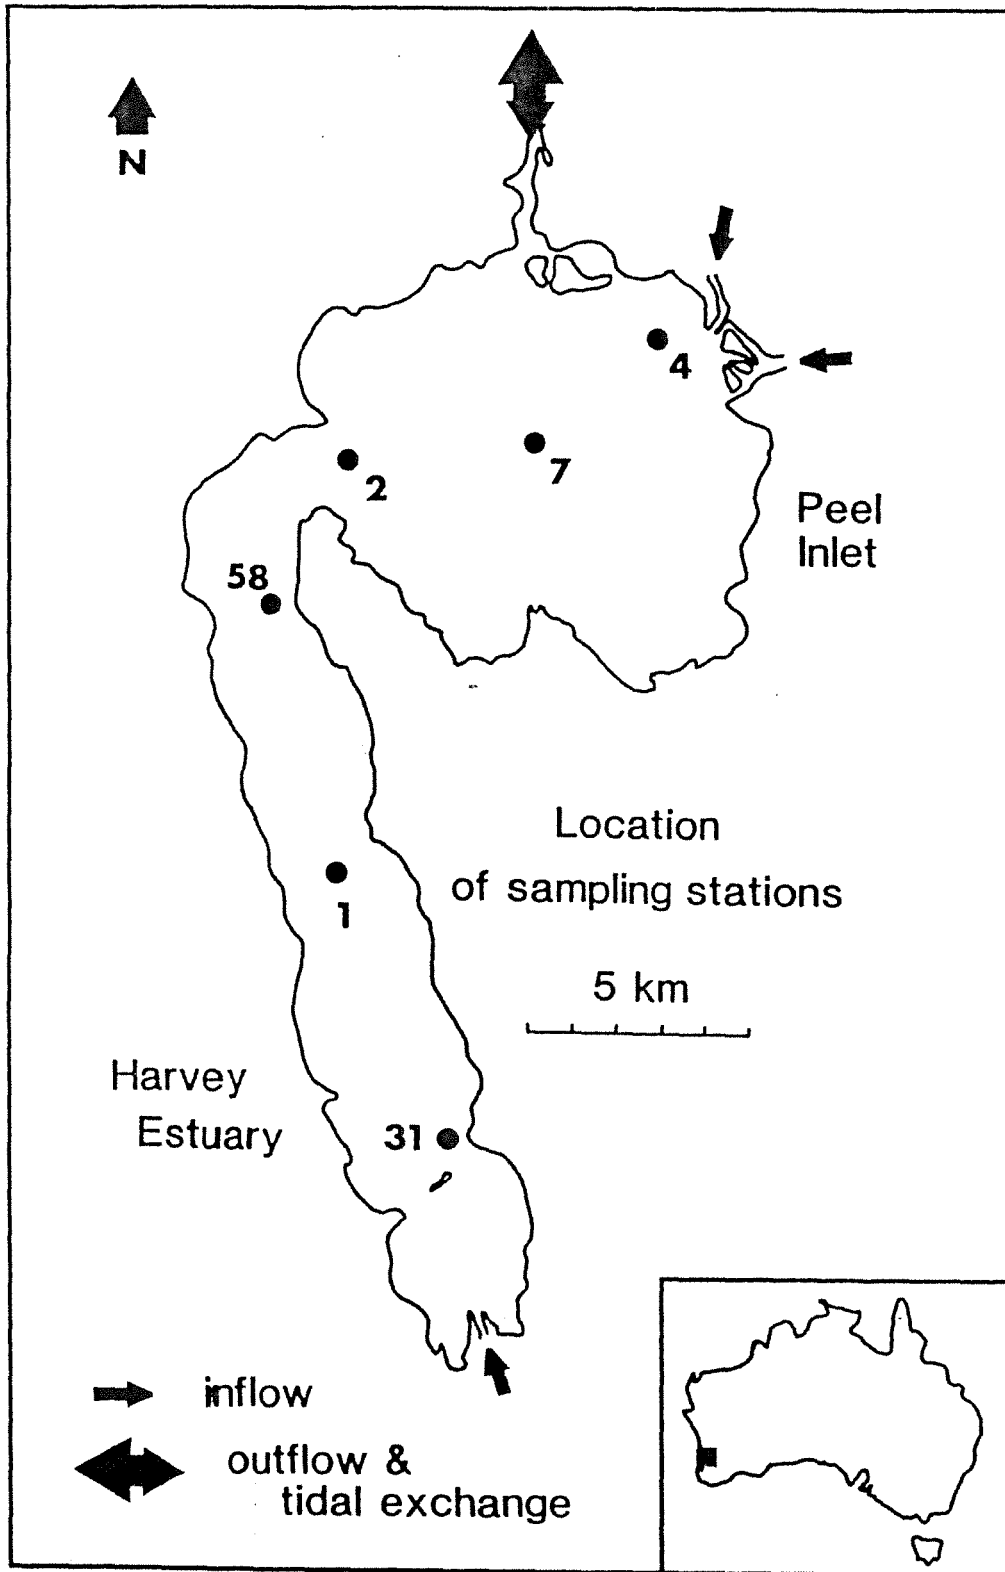 N
4
2
7
Peel
Inlet
58
Location
of sampling stations
1
5 km
Harvey
Estuary
31
inflow
outflow &
tidal exchange